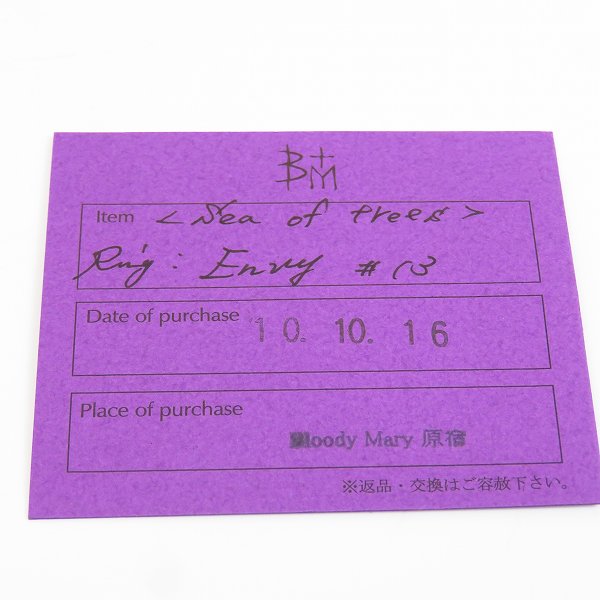 B+M
Item < Sea of trees >
Ring : Envy #13
Date of purchase 10. 10. 16
Place of purchase
Bloody Mary 原宿
※返品・交換はご容赦下さい。